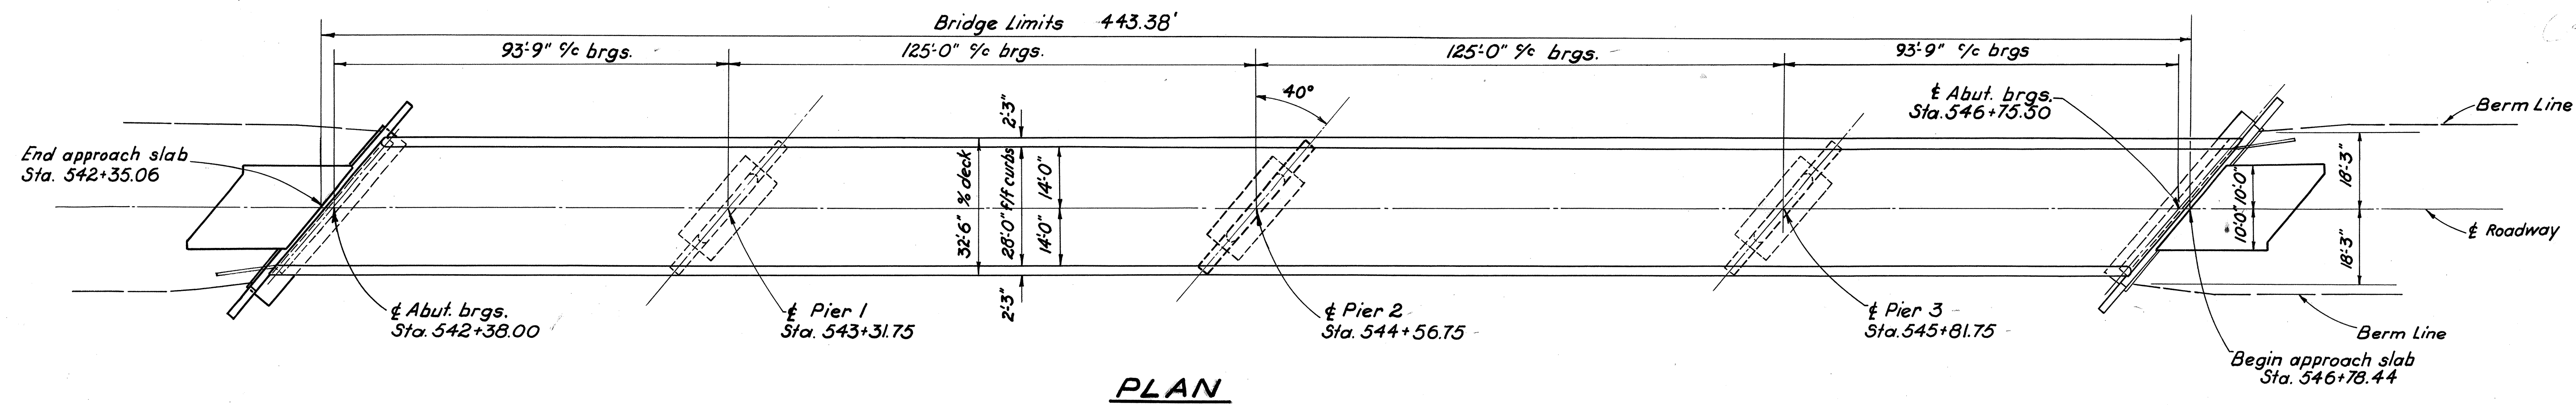 Bridge Limits 443.38'
93'-9" c/c brgs.
125'-0" c/c brgs.
125'-0" c/c brgs.
93'-9" c/c brgs
40°
2'-3"
℄ Abut. brgs.
Sta. 546+75.50
Berm Line
End approach slab
Sta. 542+35.06
32'-6" o/o deck
28'-0" f/f curbs
14'-0"
14'-0"
10'-0"
10'-0"
18'-3"
18'-3"
℄ Roadway
2'-3"
℄ Abut. brgs.
Sta. 542+38.00
℄ Pier 1
Sta. 543+31.75
℄ Pier 2
Sta. 544+56.75
℄ Pier 3
Sta. 545+81.75
Berm Line
Begin approach slab
Sta. 546+78.44
PLAN